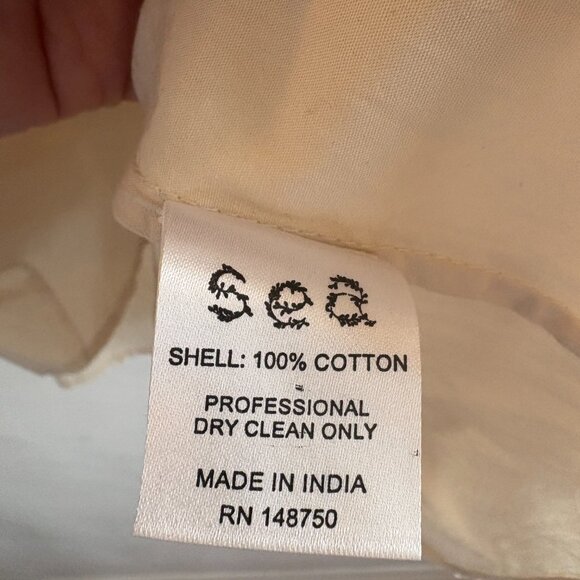 sea
SHELL: 100% COTTON
PROFESSIONAL
DRY CLEAN ONLY
MADE IN INDIA
RN 148750